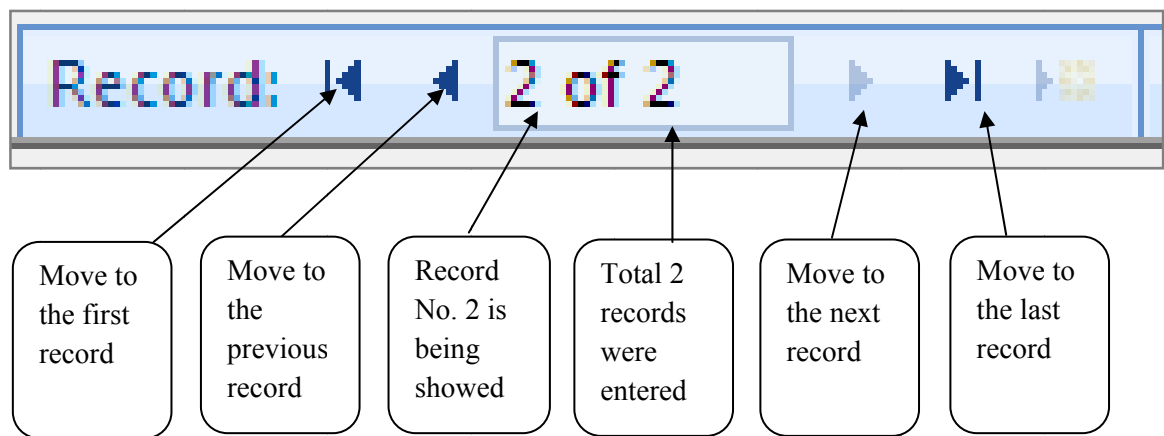 Record: 2 of 2
Move to
the first
record
Move to
the
previous
record
Record
No. 2 is
being
showed
Total 2
records
were
entered
Move to
the next
record
Move to
the last
record